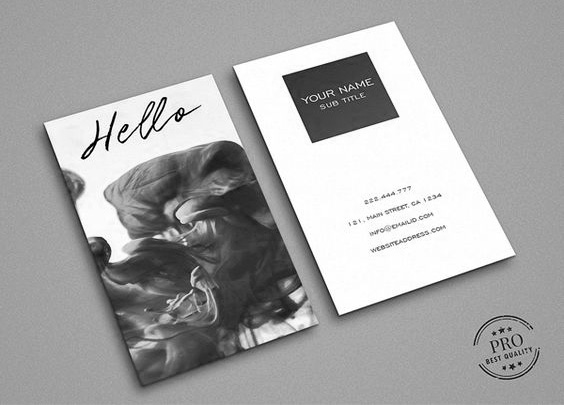 Hello
YOUR NAME
SUB TITLE
222.444.777
121, MAIN STREET, CA 1234
INFO@EMAILID.COM
WEBSITEADDRESS.COM
PRO
BEST QUALITY